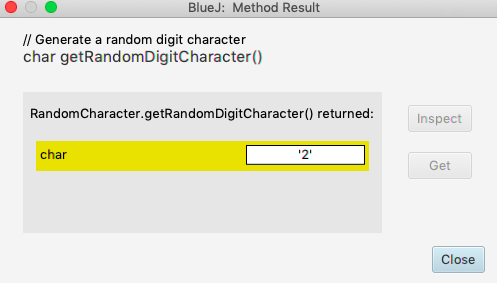 BlueJ: Method Result
// Generate a random digit character
char getRandomDigitCharacter()
RandomCharacter.getRandomDigitCharacter() returned:
Inspect
char '2'
Get
Close